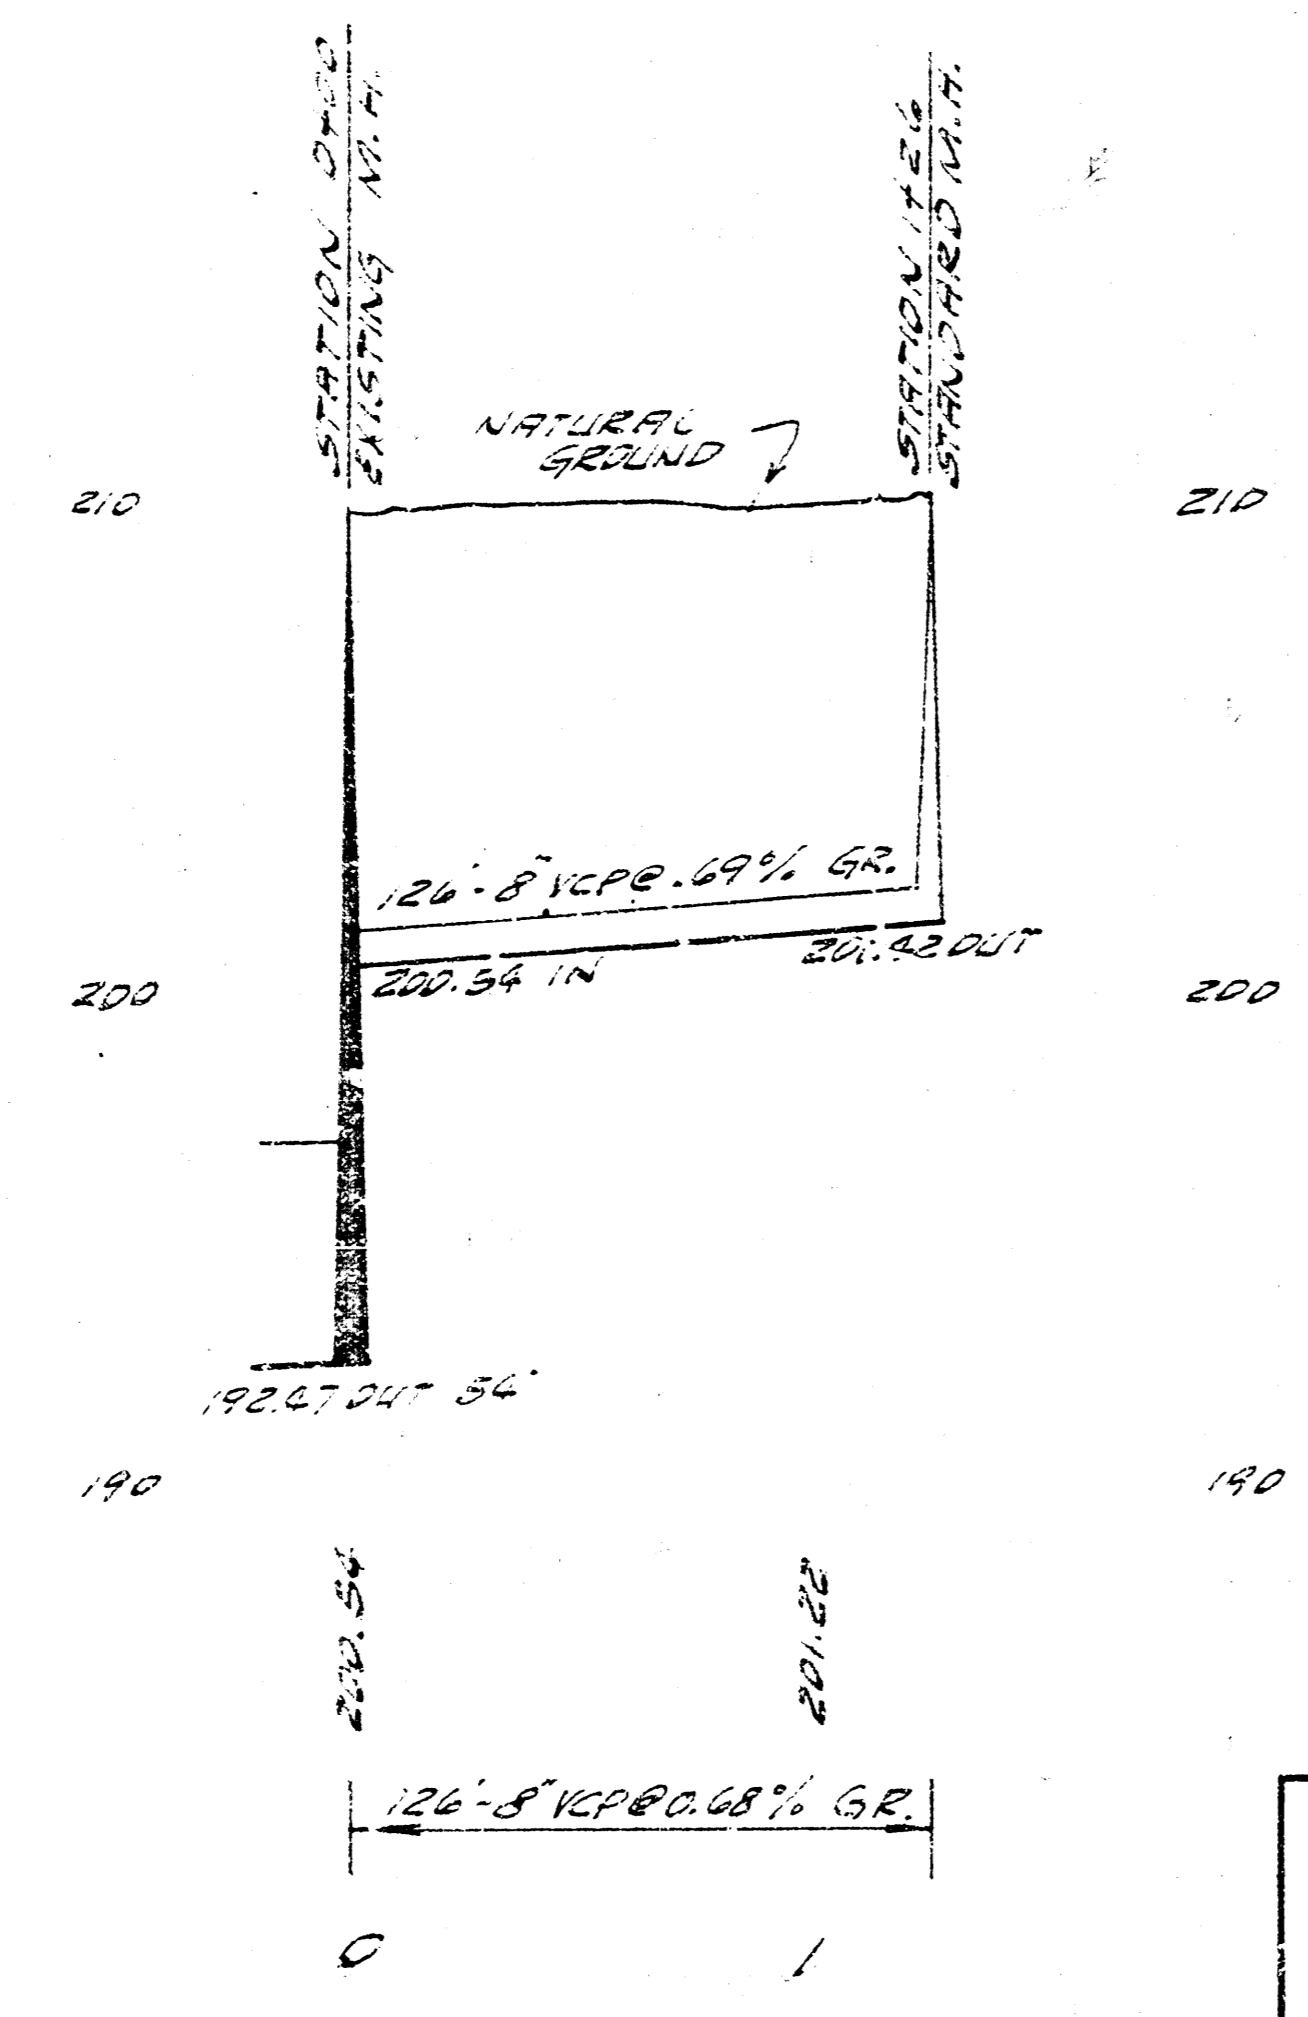 STATION 0+00
EXISTING M.H.
STATION 1+26
STANDARD M.H.
NATURAL
GROUND
210
210
126'-8" VCP@.69% GR.
200.54 IN
201.42 OUT
200
200
192.47 OUT 54"
190
190
200.54
201.22
126'-8" VCP@0.68% GR.
0
1